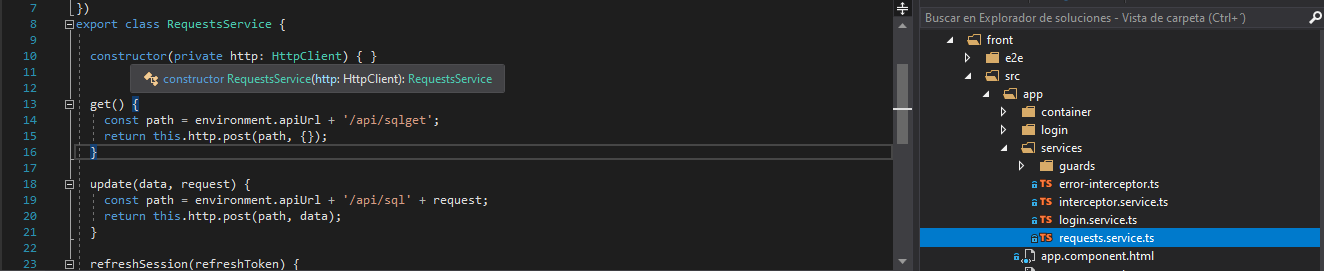 7 })
8 export class RequestsService {
9
10 constructor(private http: HttpClient) { }
11
constructor RequestsService(http: HttpClient): RequestsService
12
13 get() {
14 const path = environment.apiUrl + '/api/sqlget';
15 return this.http.post(path, {});
16 }
17
18 update(data, request) {
19 const path = environment.apiUrl + '/api/sql' + request;
20 return this.http.post(path, data);
21 }
22
23 refreshSession(refreshToken) {
Buscar en Explorador de soluciones - Vista de carpeta (Ctrl+´)
front
e2e
src
app
container
login
services
guards
TS error-interceptor.ts
TS interceptor.service.ts
TS login.service.ts
TS requests.service.ts
app.component.html